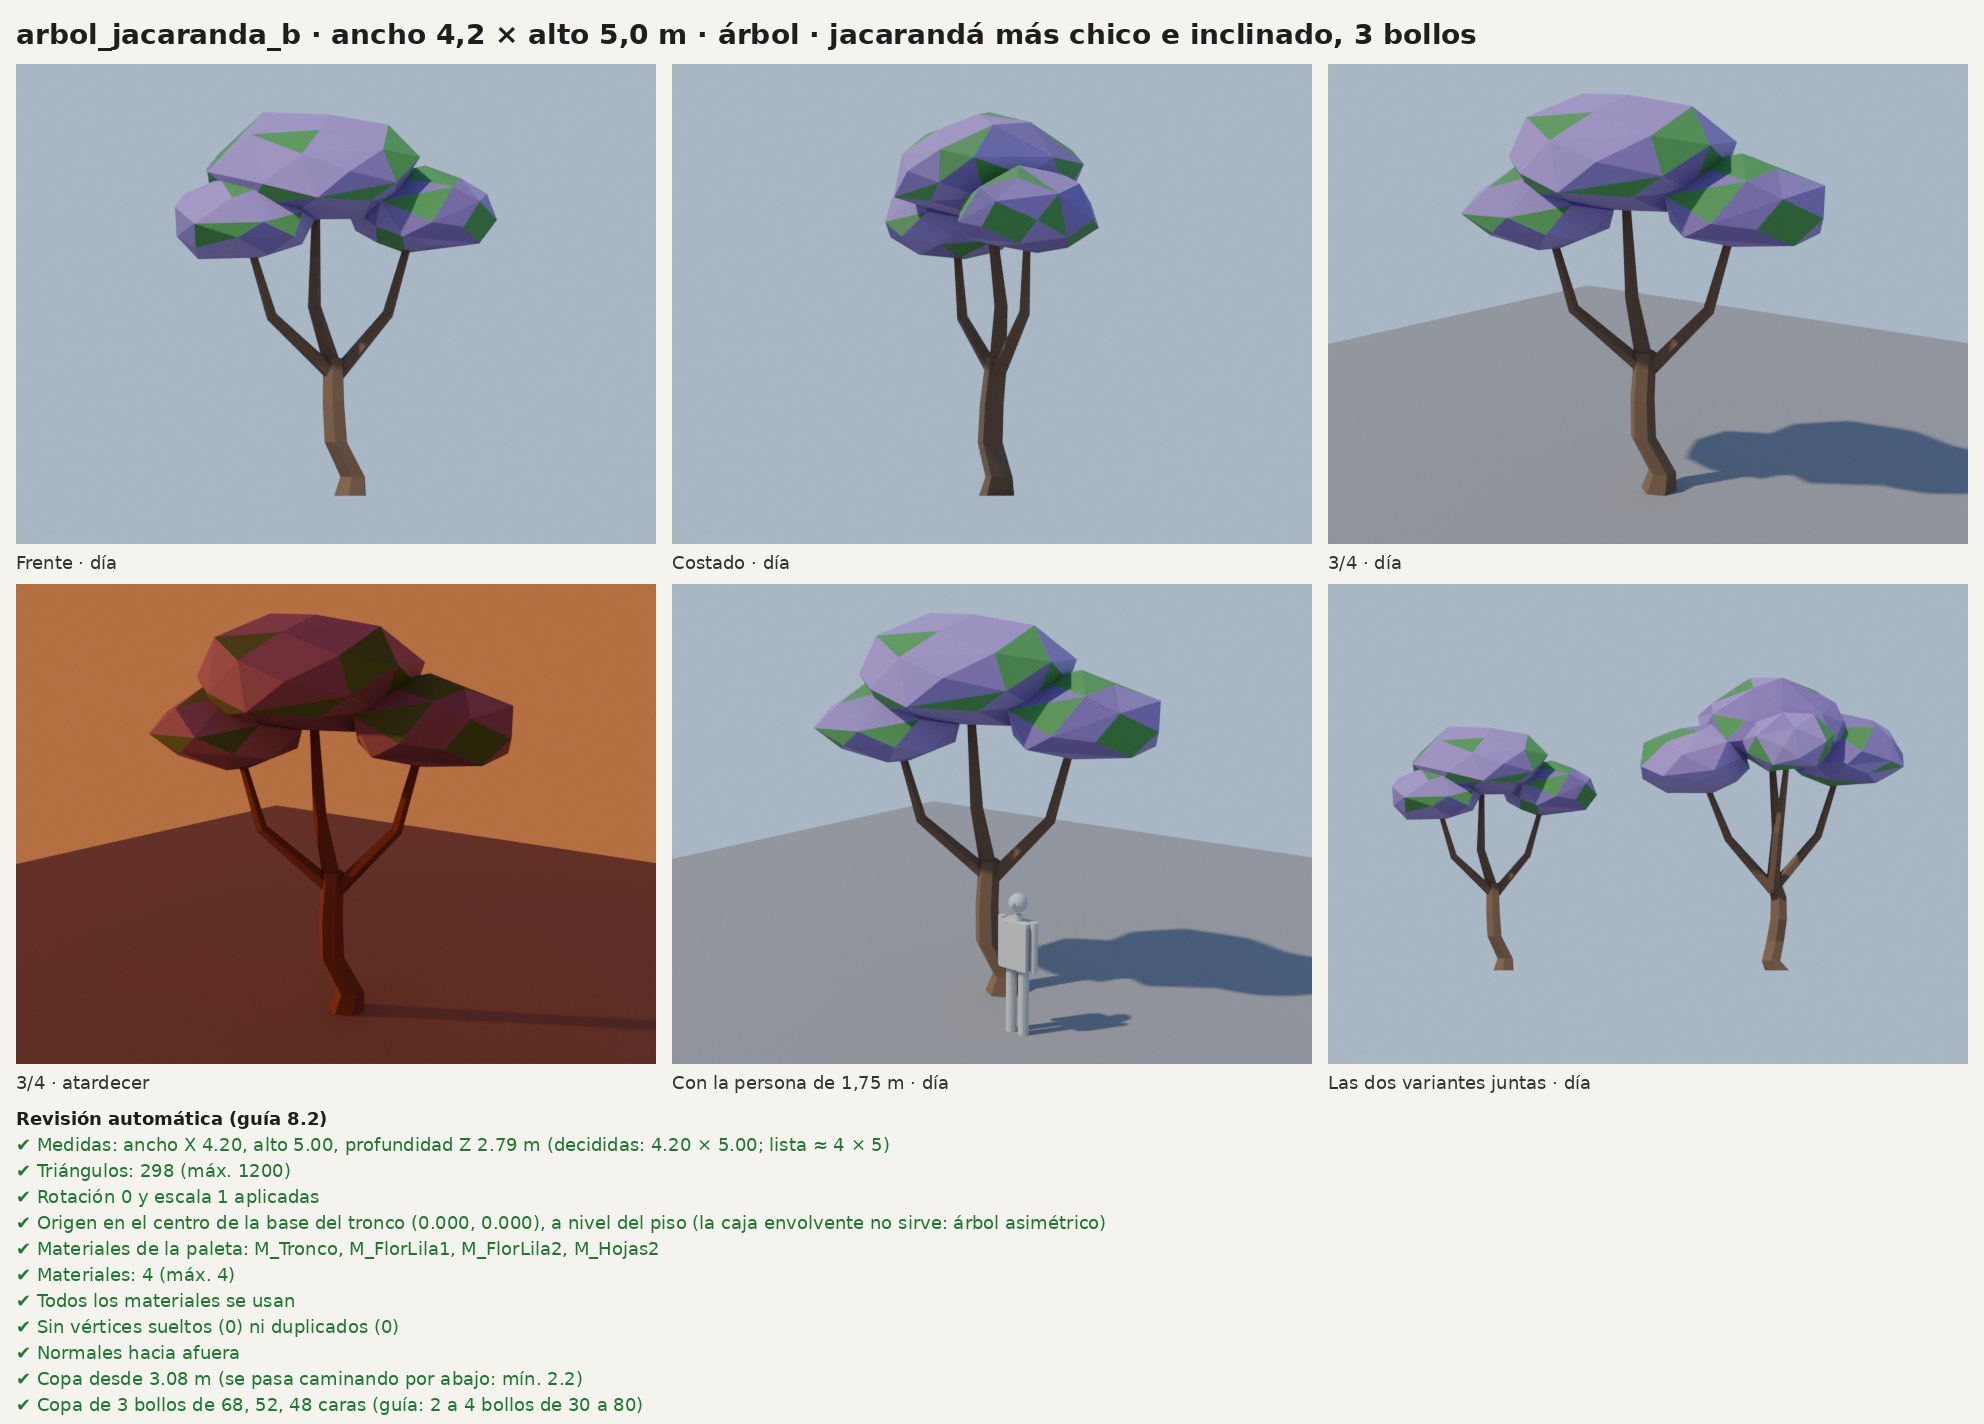 arbol_jacaranda_b · ancho 4,2 × alto 5,0 m · árbol · jacarandá más chico e inclinado, 3 bollos
Frente · día
Costado · día
3/4 · día
3/4 · atardecer
Con la persona de 1,75 m · día
Las dos variantes juntas · día
Revisión automática (guía 8.2)
✔ Medidas: ancho X 4.20, alto 5.00, profundidad Z 2.79 m (decididas: 4.20 × 5.00; lista ≈ 4 × 5)
✔ Triángulos: 298 (máx. 1200)
✔ Rotación 0 y escala 1 aplicadas
✔ Origen en el centro de la base del tronco (0.000, 0.000), a nivel del piso (la caja envolvente no sirve: árbol asimétrico)
✔ Materiales de la paleta: M_Tronco, M_FlorLila1, M_FlorLila2, M_Hojas2
✔ Materiales: 4 (máx. 4)
✔ Todos los materiales se usan
✔ Sin vértices sueltos (0) ni duplicados (0)
✔ Normales hacia afuera
✔ Copa desde 3.08 m (se pasa caminando por abajo: mín. 2.2)
✔ Copa de 3 bollos de 68, 52, 48 caras (guía: 2 a 4 bollos de 30 a 80)